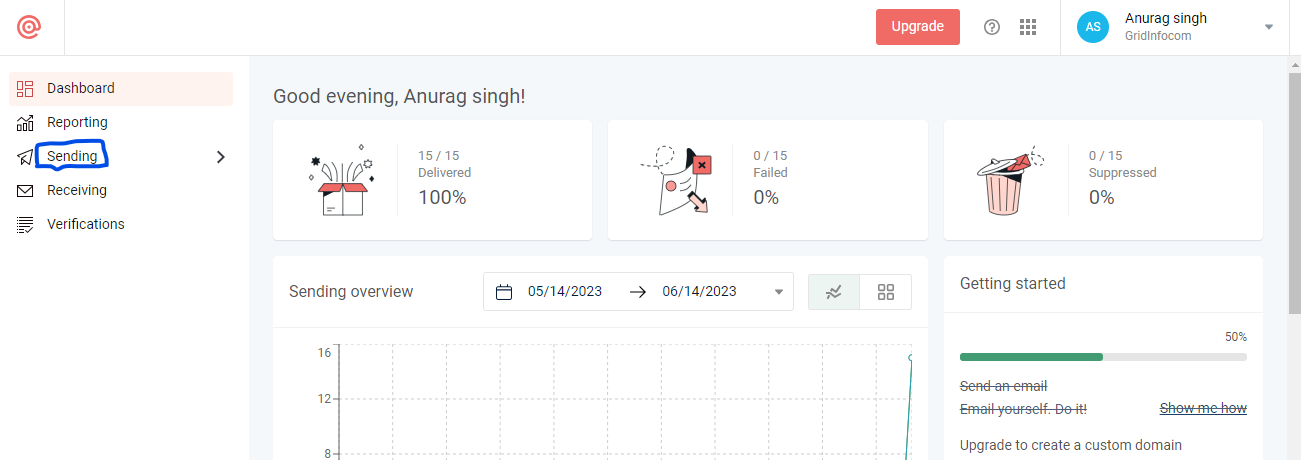 Upgrade
AS
Anurag singh
GridInfocom
Dashboard
Reporting
Sending
Receiving
Verifications
Good evening, Anurag singh!
15 / 15
Delivered
100%
0 / 15
Failed
0%
0 / 15
Suppressed
0%
Sending overview
05/14/2023
06/14/2023
16
12
8
Getting started
50%
Send an email
Email yourself. Do it! Show me how
Upgrade to create a custom domain